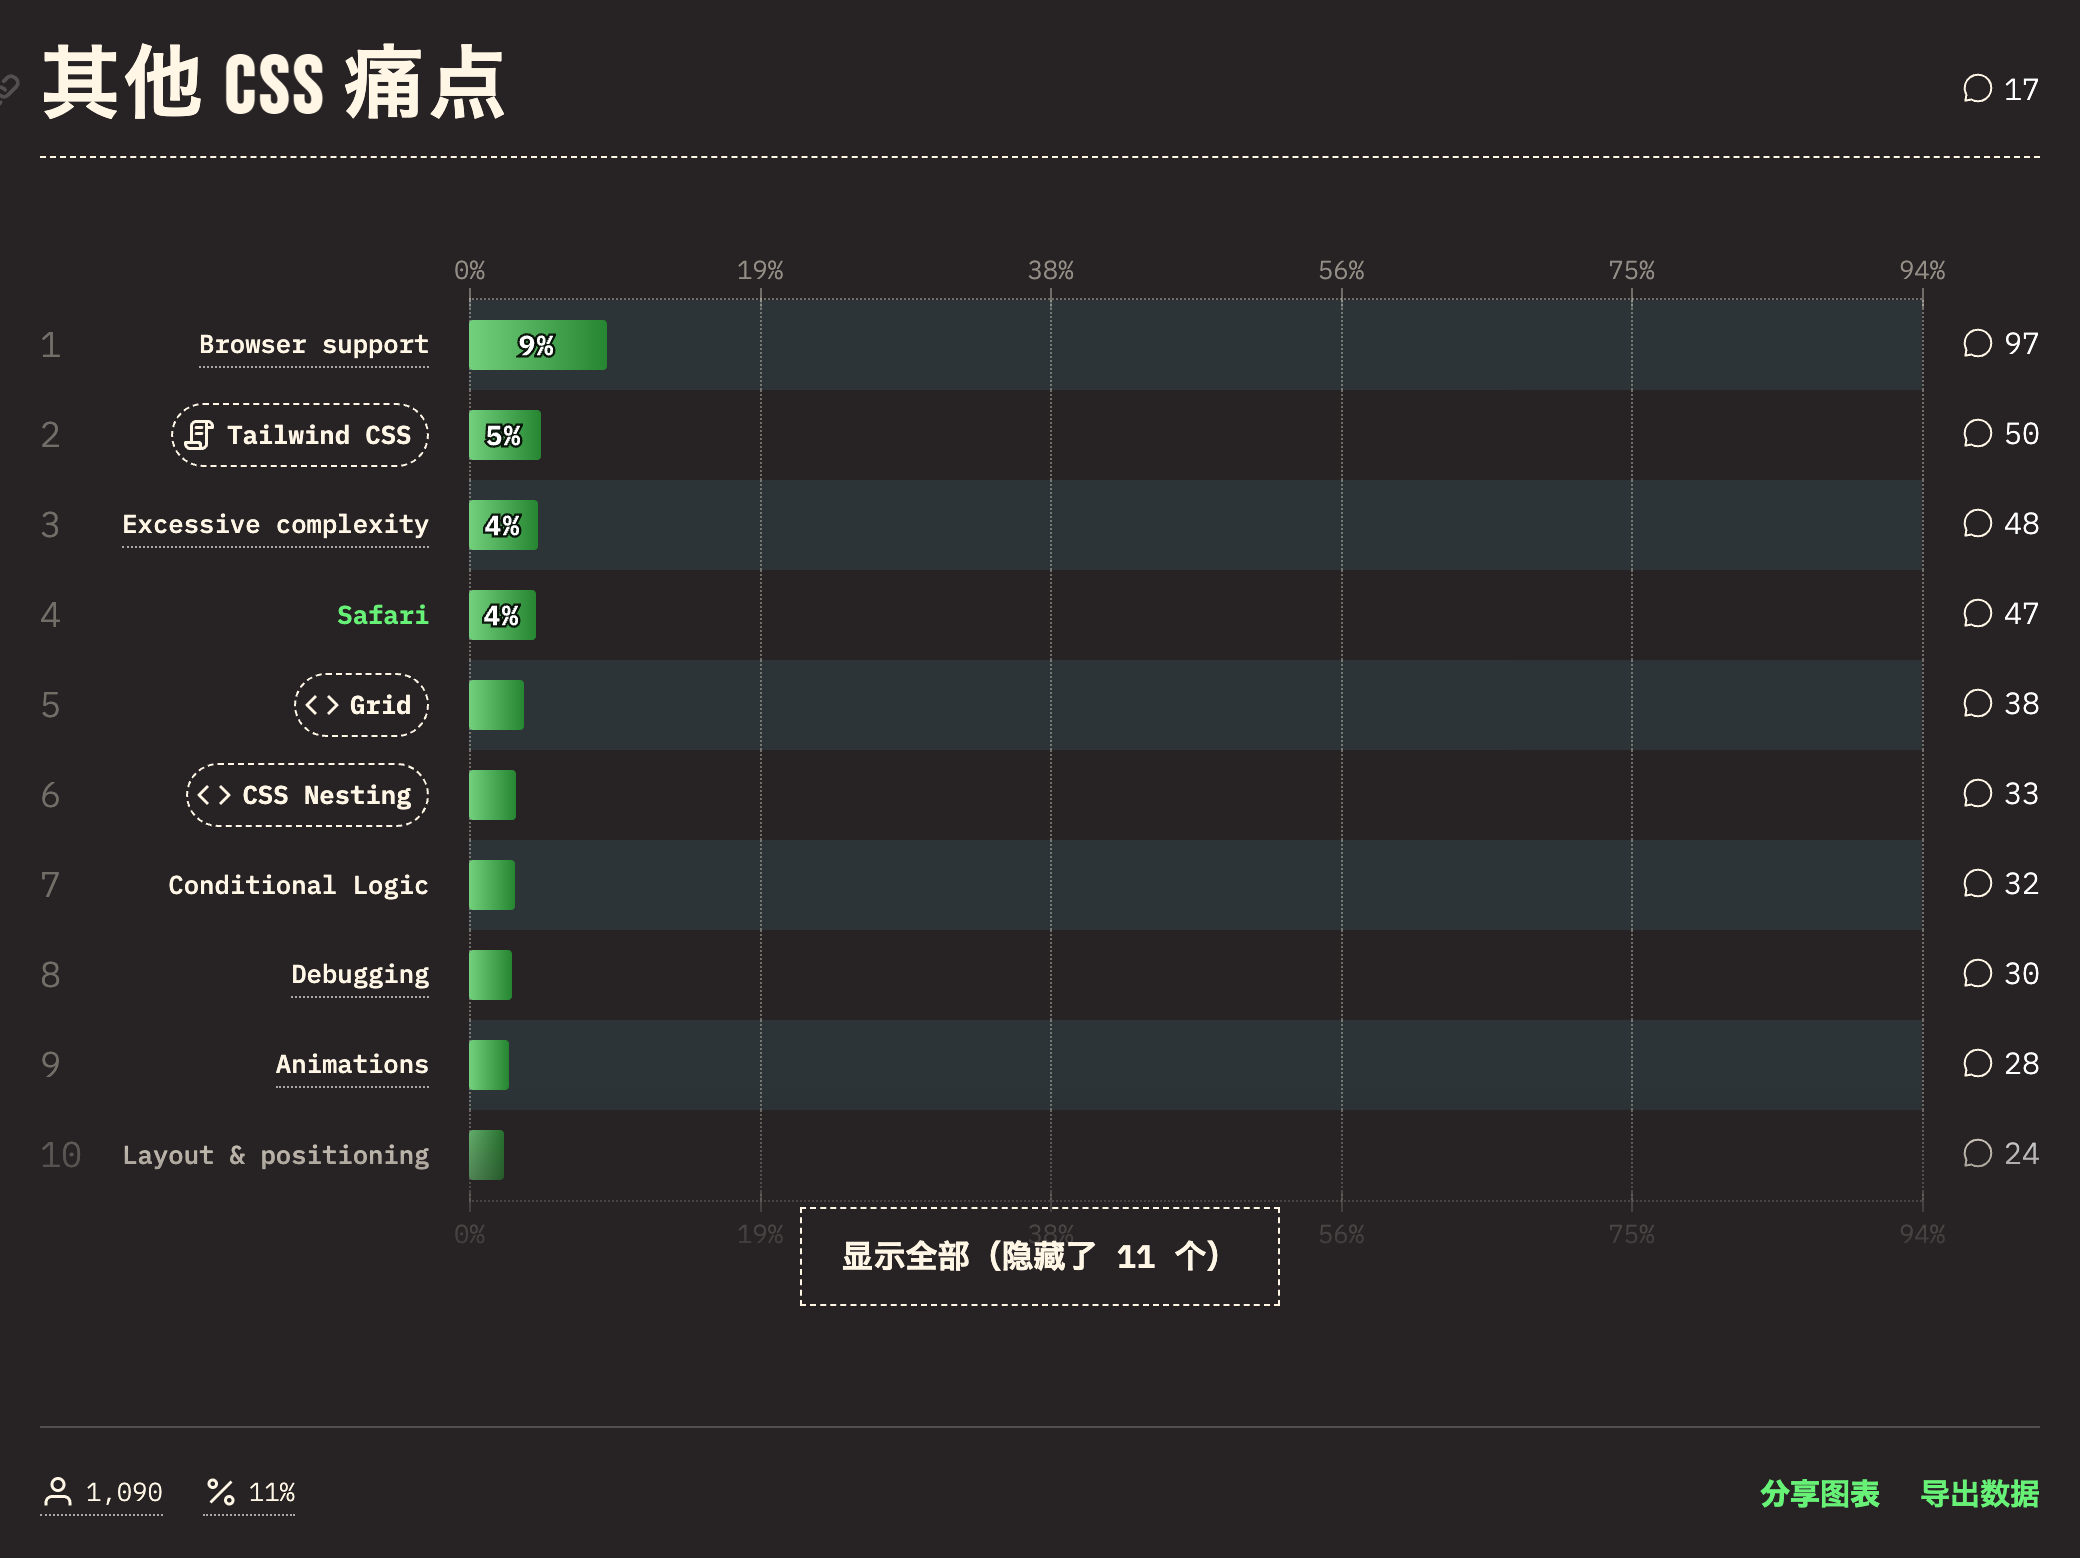 其他 CSS 痛点
17
0% 19% 38% 56% 75% 94%
1 Browser support 9% 97
2 Tailwind CSS 5% 50
3 Excessive complexity 4% 48
4 Safari 4% 47
5 Grid 38
6 CSS Nesting 33
7 Conditional Logic 32
8 Debugging 30
9 Animations 28
10 Layout & positioning 24
0% 19% 38% 56% 75% 94%
显示全部（隐藏了 11 个）
1,090 11% 分享图表 导出数据